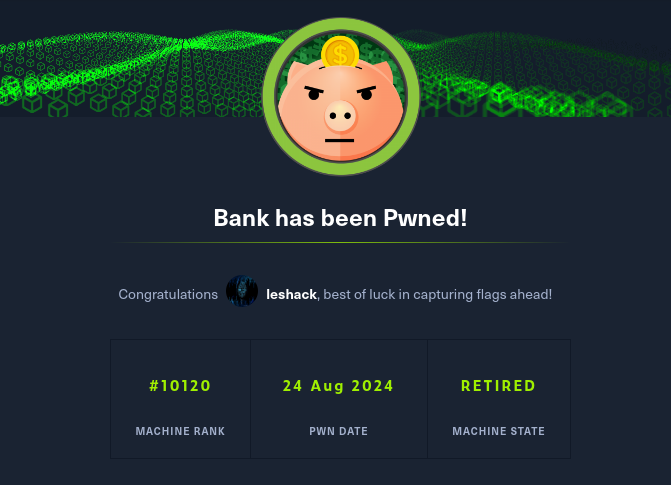 $
Bank has been Pwned!
Congratulations leshack, best of luck in capturing flags ahead!
#10120 24 Aug 2024 RETIRED
MACHINE RANK PWN DATE MACHINE STATE